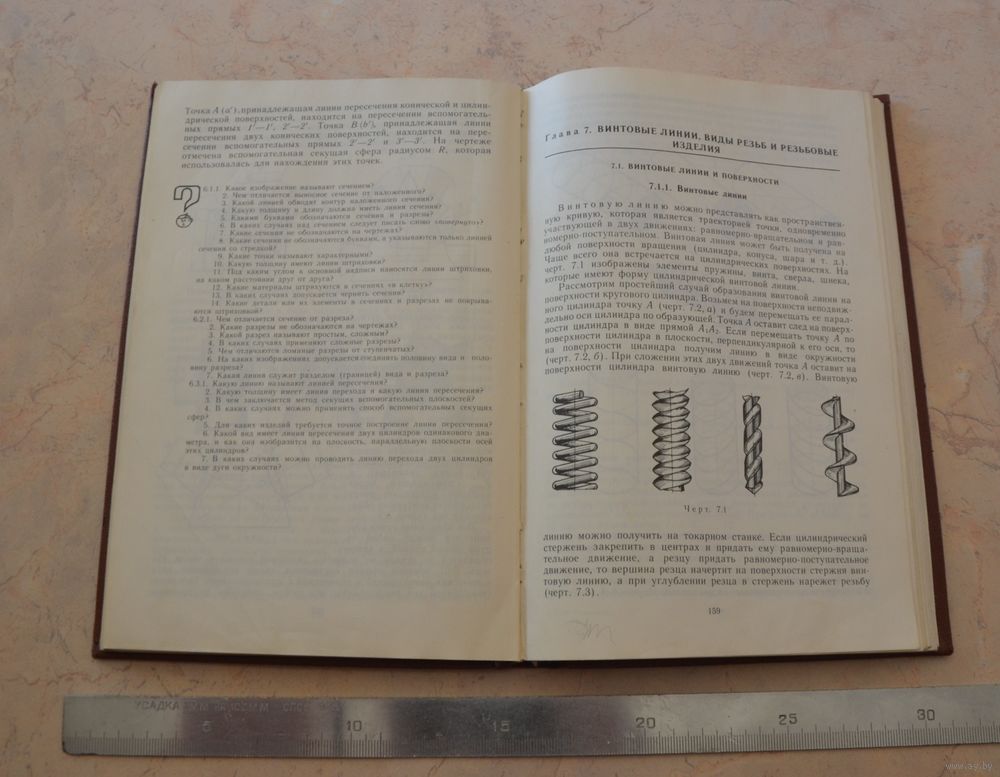 Точка A (a′), принадлежащая линии пересечения конической и цилин-
дрической поверхностей, находится на пересечении вспомогатель-
ных прямых 1′—1′, 2′—2′. Точка B (b′), принадлежащая линии
пересечения двух конических поверхностей, находится на пере-
сечении вспомогательных прямых 2′—2′ и 3′—3′. На чертеже
отмечена вспомогательная секущая сфера радиусом R, которая
использовалась для нахождения этих точек.
?
6.1.1. Какое изображение называют сечением?
2. Чем отличается выносное сечение от наложенного?
3. Какой линией обводят контур наложенного сечения?
4. Какую толщину и длину должна иметь линия сечения?
5. Какими буквами обозначаются сечения и разрезы?
6. В каких случаях над сечением следует писать слово «повернуто»?
7. Какие сечения не обозначаются на чертежах?
8. Какие сечения не обозначаются буквами, а указываются только линией
сечения со стрелкой?
9. Какие точки называют характерными?
10. Какую толщину имеют линии штриховки?
11. Под каким углом к основной надписи наносятся линии штриховки,
на каком расстоянии друг от друга?
12. Какие материалы штрихуются в сечениях «в клетку»?
13. В каких случаях допускается чернить сечения?
14. Какие детали или их элементы в сечениях и разрезах не покрыва-
ются штриховкой?
6.2.1. Чем отличается сечение от разреза?
2. Какие разрезы не обозначаются на чертежах?
3. Какой разрез называют простым, сложным?
4. В каких случаях применяют сложные разрезы?
5 Чем отличаются ломаные разрезы от ступенчатых?
6. На каких изображениях допускается соединять половину вида и поло-
вину разреза?
7. Какая линия служит разделом (границей) вида и разреза?
6.3.1. Какую линию называют линией пересечения?
2. Какую толщину имеет линия перехода и какую линия пересечения?
3. В чем заключается метод секущих вспомогательных плоскостей?
4. В каких случаях можно применить способ вспомогательных секущих
сфер?
5. Для каких изделий требуется точное построение линии пересечения?
6. Какой вид имеет линия пересечения двух цилиндров одинакового диа-
метра, и как она изобразится на плоскость, параллельную плоскости осей
этих цилиндров?
7. В каких случаях можно проводить линию перехода двух цилиндров
в виде дуги окружности?
Глава 7. ВИНТОВЫЕ ЛИНИИ, ВИДЫ РЕЗЬБ И РЕЗЬБОВЫЕ
ИЗДЕЛИЯ
7.1. ВИНТОВЫЕ ЛИНИИ И ПОВЕРХНОСТИ
7.1.1. Винтовые линии
Винтовую линию можно представлять как пространствен-
ную кривую, которая является траекторией точки, одновременно
участвующей в двух движениях: равномерно-вращательном и рав-
номерно-поступательном. Винтовая линия может быть получена на
любой поверхности вращения (цилиндра, конуса, шара и т. д.).
Чаще всего она встречается на цилиндрических поверхностях. На
черт. 7.1 изображены элементы пружины, винта, сверла, шнека,
которые имеют форму цилиндрической винтовой линии.
Рассмотрим простейший случай образования винтовой линии на
поверхности кругового цилиндра. Возьмем на поверхности неподвиж-
ного цилиндра точку A (черт. 7.2, а) и будем перемещать ее парал-
лельно оси цилиндра по образующей. Точка A оставит след на поверх-
ности цилиндра в виде прямой A₁A₂. Если перемещать точку A по
поверхности цилиндра в плоскости, перпендикулярной к его оси, то
на поверхности цилиндра получим линию в виде окружности
(черт. 7.2, б). При сложении этих двух движений точка A оставит на
поверхности цилиндра винтовую линию (черт. 7.2, в). Винтовую
Черт. 7.1
линию можно получить на токарном станке. Если цилиндрический
стержень закрепить в центрах и придать ему равномерно-враща-
тельное движение, а резцу придать равномерно-поступательное
движение, то вершина резца начертит на поверхности стержня вин-
товую линию, а при углублении резца в стержень нарежет резьбу
(черт. 7.3).
159
УСАДКА
5 10 15 20 25 30
www.ay.by